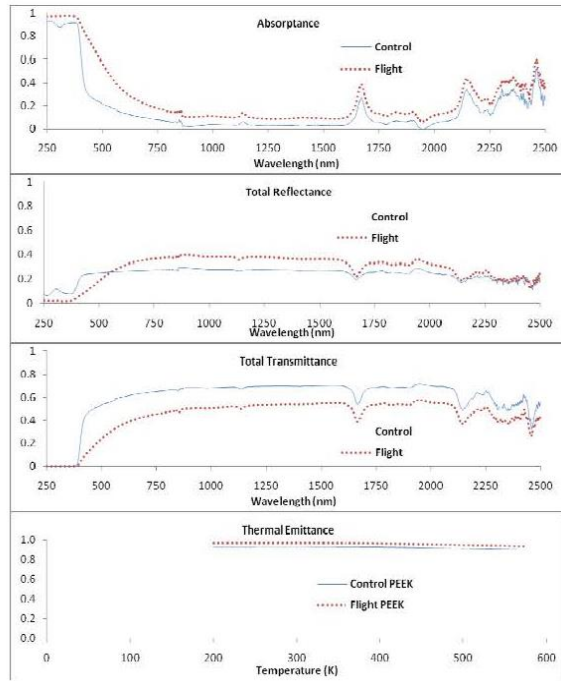 Absorptance
1
0.8
0.6
0.4
0.2
0
Control
Flight
250 500 750 1000 1250 1500 1750 2000 2250 2500
Wavelength (nm)
Total Reflectance
1
0.8
0.6
0.4
0.2
0
Control
Flight
250 500 750 1000 1250 1500 1750 2000 2250 2500
Wavelength (nm)
Total Transmittance
1
0.8
0.6
0.4
0.2
0
Control
Flight
250 500 750 1000 1250 1500 1750 2000 2250 2500
Wavelength (nm)
Thermal Emittance
1.0
0.8
0.6
0.4
0.2
0.0
Control PEEK
Flight PEEK
0 100 200 300 400 500 600
Temperature (K)